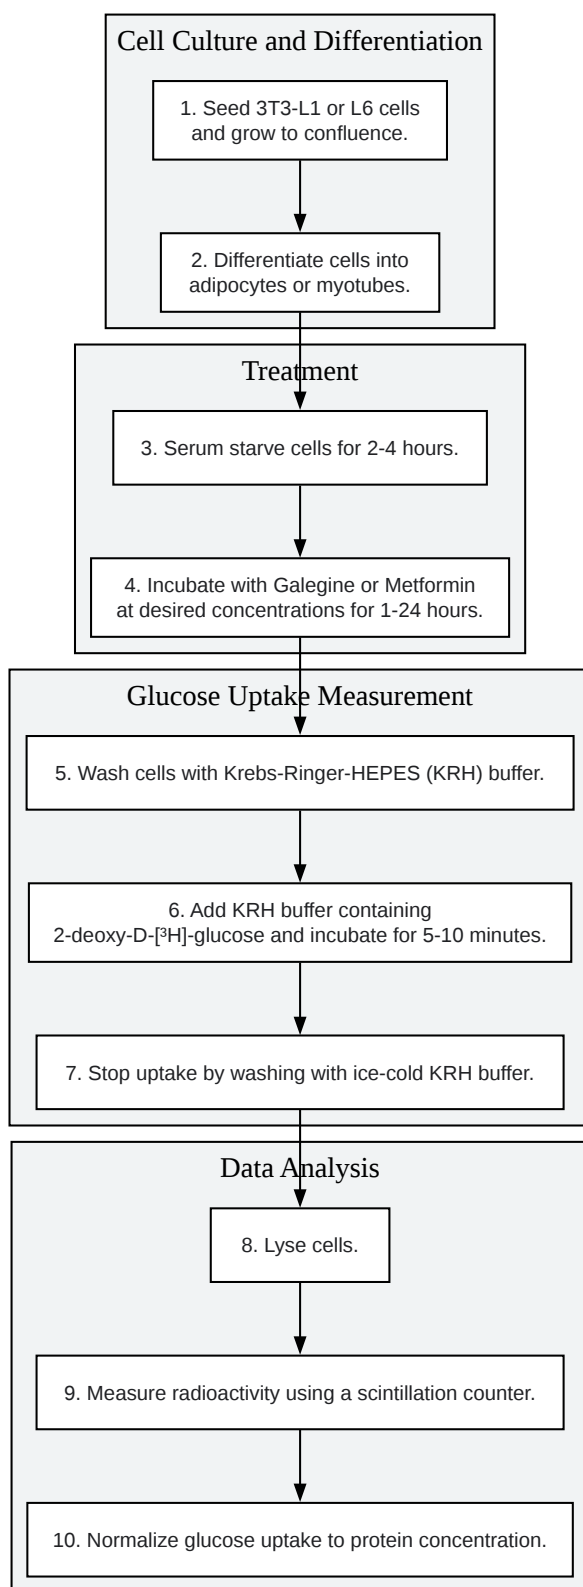 Cell Culture and Differentiation
1. Seed 3T3-L1 or L6 cells
and grow to confluence.
2. Differentiate cells into
adipocytes or myotubes.
Treatment
3. Serum starve cells for 2-4 hours.
4. Incubate with Galegine or Metformin
at desired concentrations for 1-24 hours.
Glucose Uptake Measurement
5. Wash cells with Krebs-Ringer-HEPES (KRH) buffer.
6. Add KRH buffer containing
2-deoxy-D-[³H]-glucose and incubate for 5-10 minutes.
7. Stop uptake by washing with ice-cold KRH buffer.
Data Analysis
8. Lyse cells.
9. Measure radioactivity using a scintillation counter.
10. Normalize glucose uptake to protein concentration.